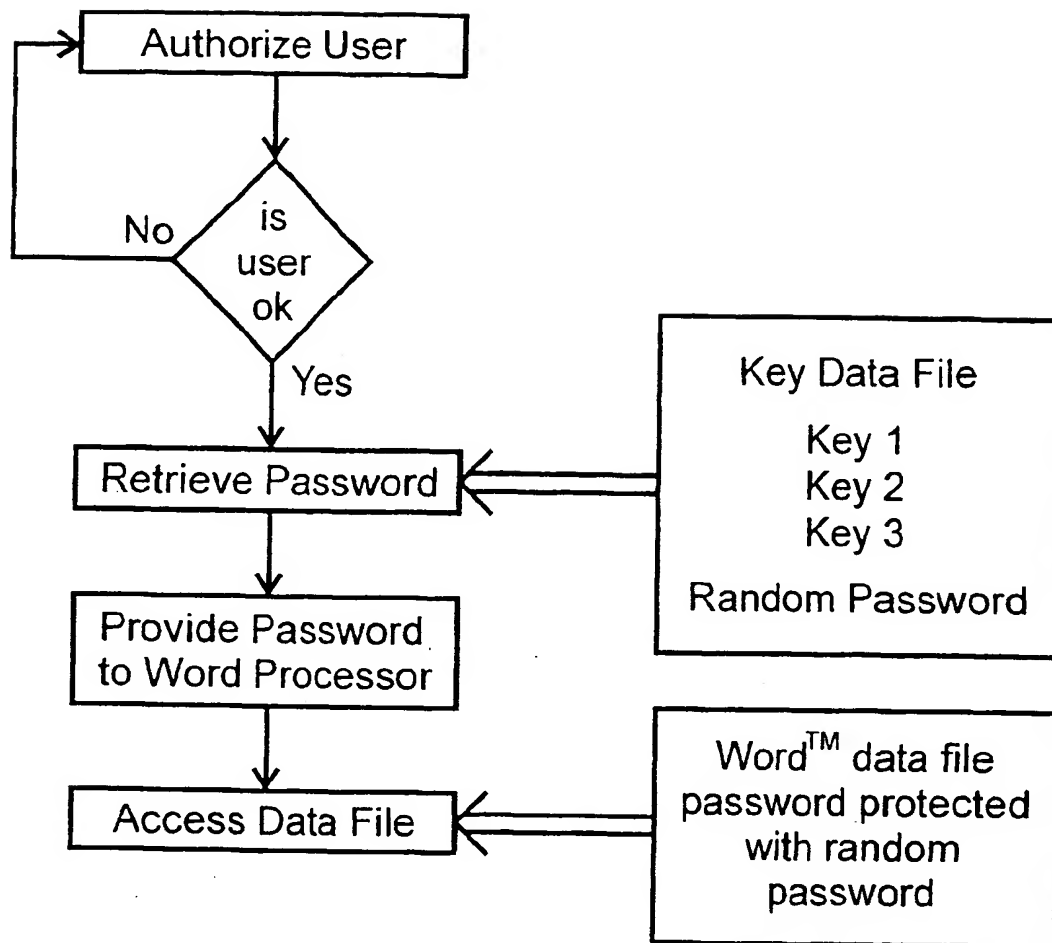 Authorize User
is
user
ok
No
Yes
Retrieve Password
Provide Password
to Word Processor
Access Data File
Key Data File
Key 1
Key 2
Key 3
Random Password
Word™ data file
password protected
with random
password